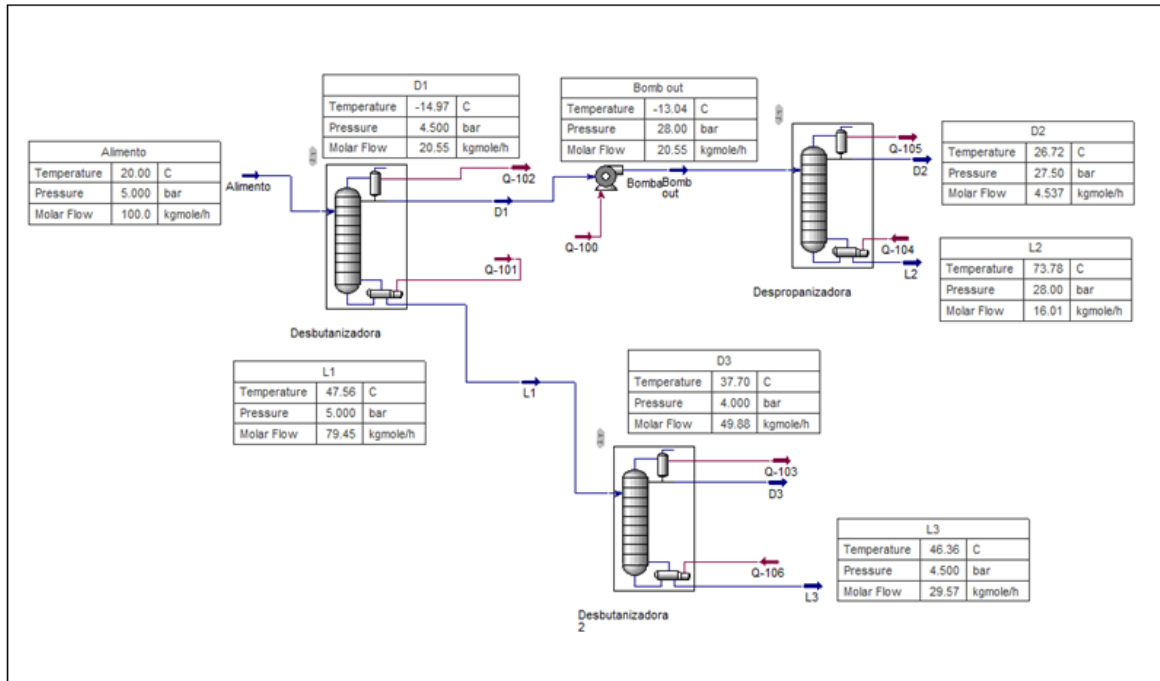 D1
Temperature -14.97 C
Pressure 4.500 bar
Molar Flow 20.55 kgmole/h
Bomb out
Temperature -13.04 C
Pressure 28.00 bar
Molar Flow 20.55 kgmole/h
Alimento
Temperature 20.00 C
Pressure 5.000 bar
Molar Flow 100.0 kgmole/h
D2
Temperature 26.72 C
Pressure 27.50 bar
Molar Flow 4.537 kgmole/h
Alimento
Q-102
D1
Bomba
Bomb
out
Q-100
Q-101
Q-105
D2
Q-104
L2
L2
Temperature 73.78 C
Pressure 28.00 bar
Molar Flow 16.01 kgmole/h
Despropanizadora
Desbutanizadora
L1
Temperature 47.56 C
Pressure 5.000 bar
Molar Flow 79.45 kgmole/h
L1
D3
Temperature 37.70 C
Pressure 4.000 bar
Molar Flow 49.88 kgmole/h
Q-103
D3
Q-106
L3
L3
Temperature 46.36 C
Pressure 4.500 bar
Molar Flow 29.57 kgmole/h
Desbutanizadora
2